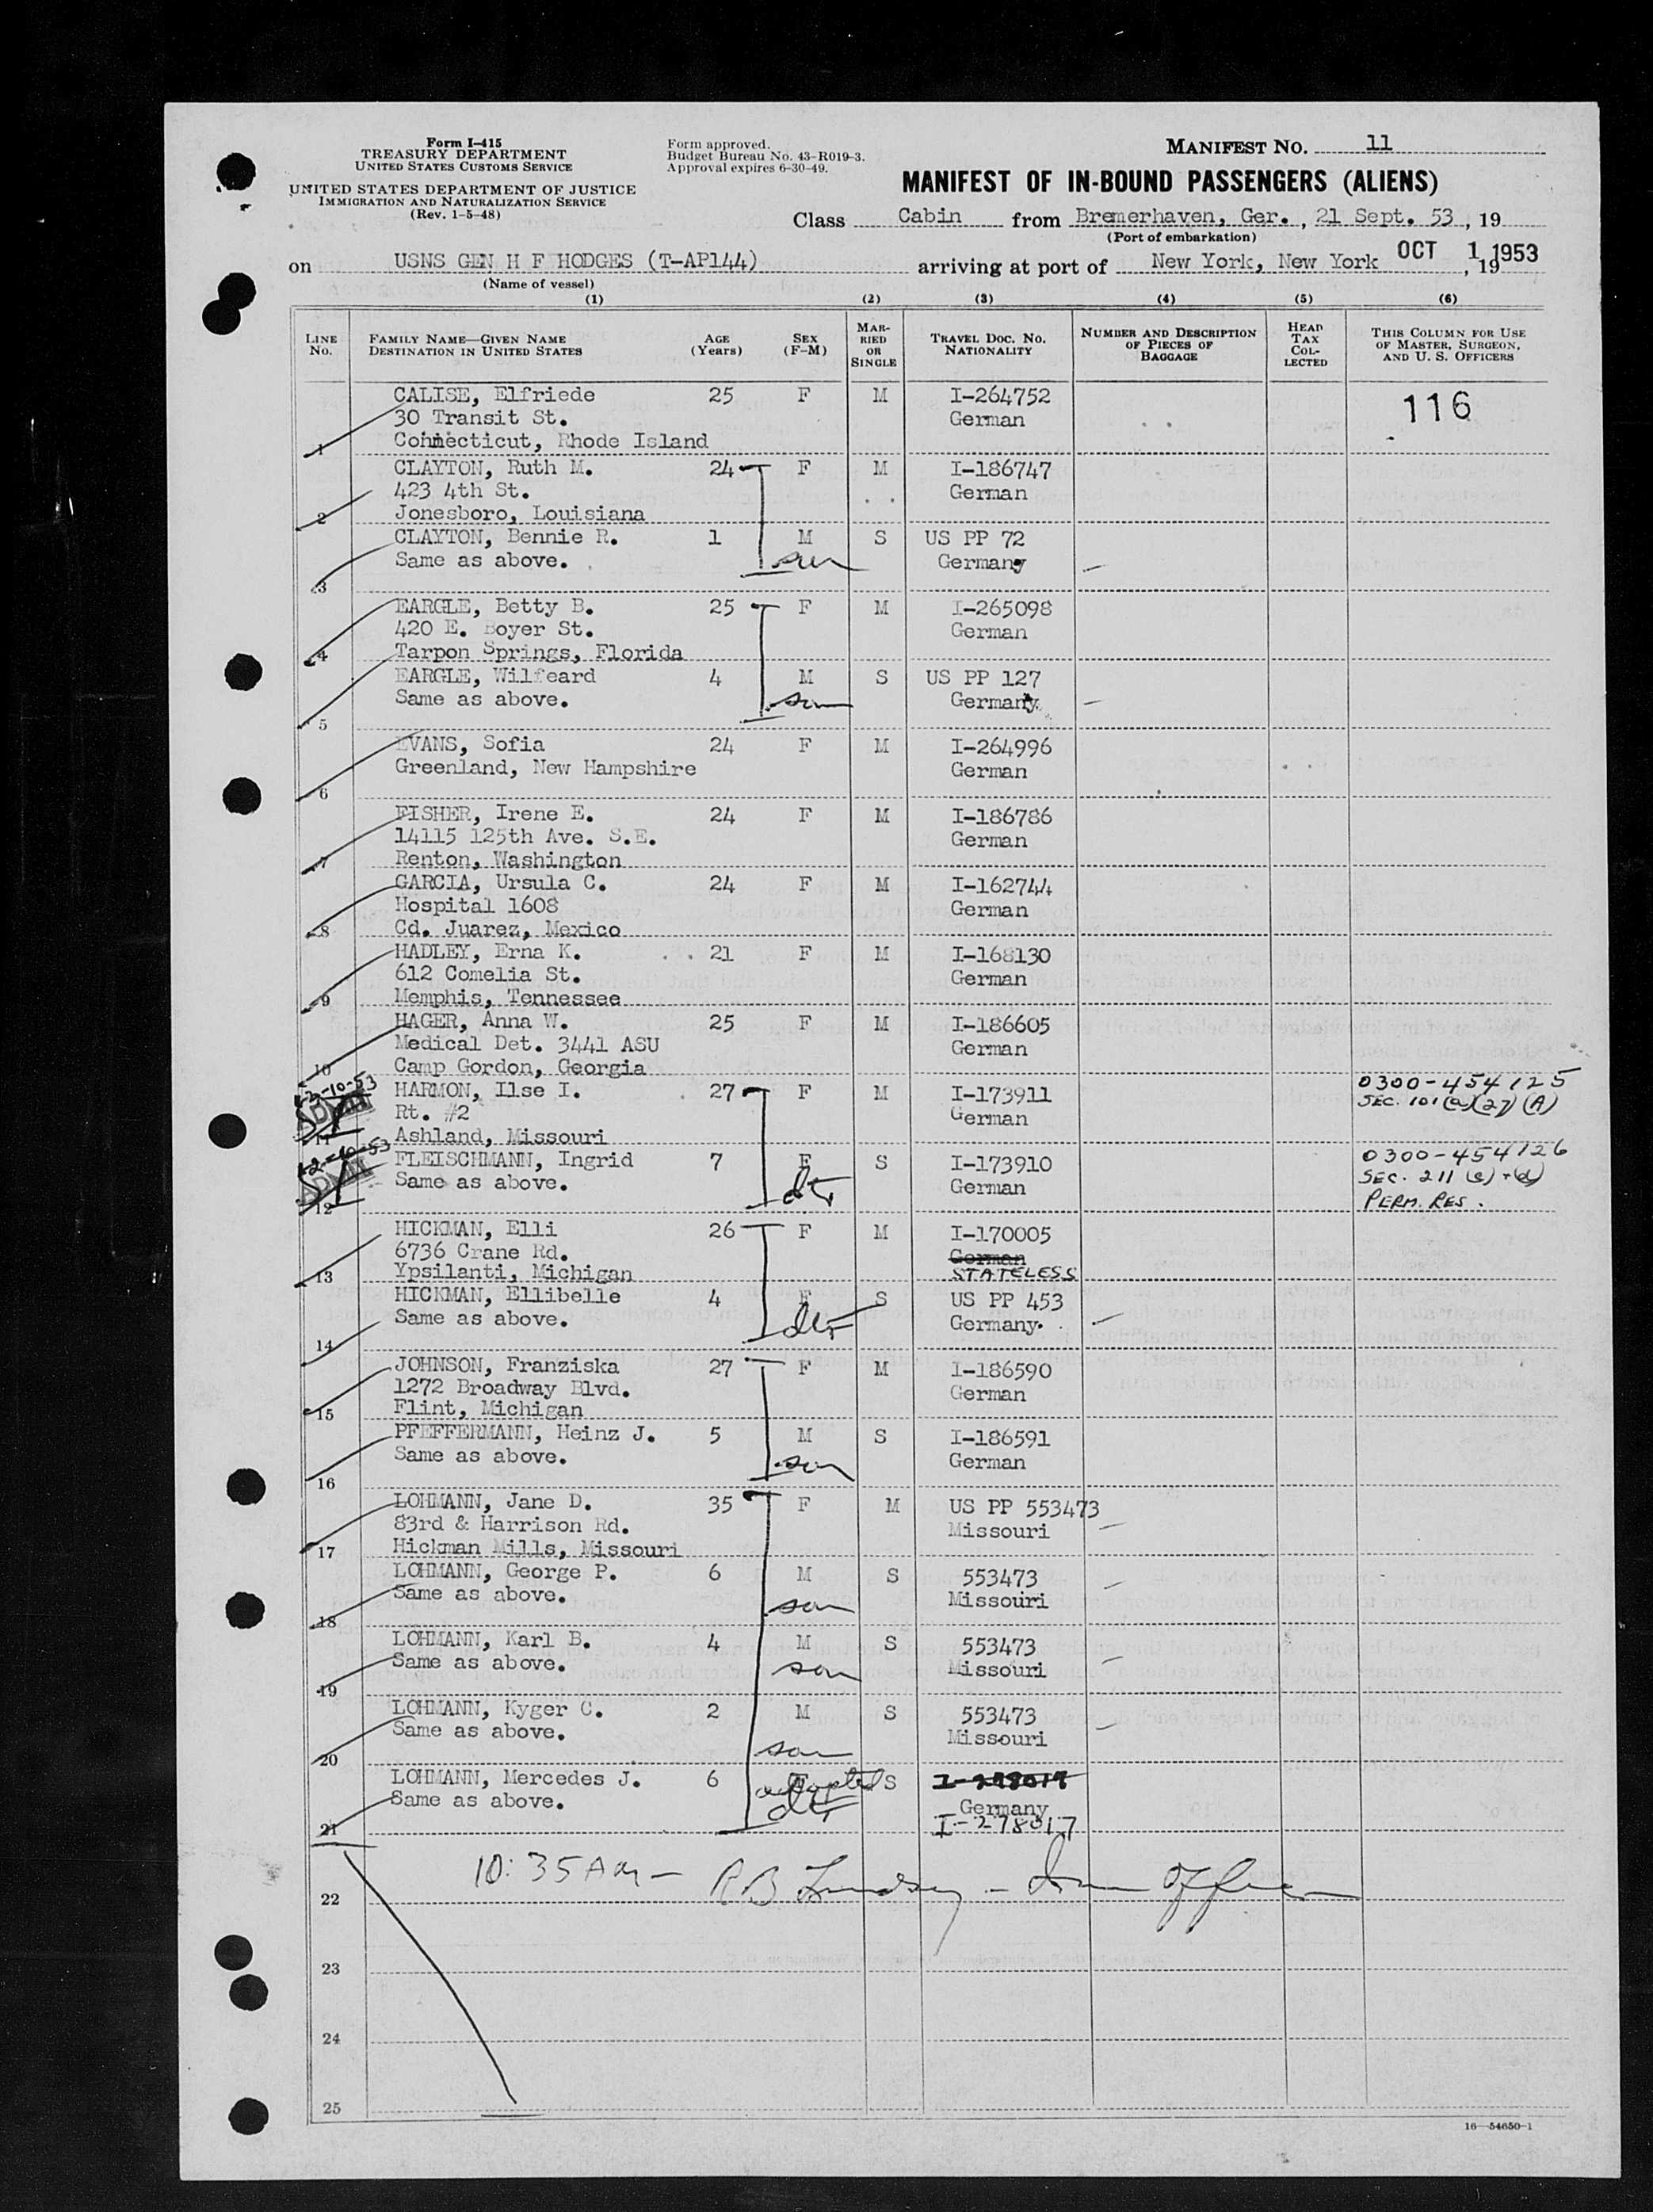 Form I-415
TREASURY DEPARTMENT
UNITED STATES CUSTOMS SERVICE
UNITED STATES DEPARTMENT OF JUSTICE
IMMIGRATION AND NATURALIZATION SERVICE
(Rev. 1-5-48)
Form approved.
Budget Bureau No. 43-R019-3.
Approval expires 6-30-49.
MANIFEST NO. 11
MANIFEST OF IN-BOUND PASSENGERS (ALIENS)
Class Cabin from Bremerhaven, Ger., 21 Sept. 53, 19
(Port of embarkation)
on USNS GEN H F HODGES (T-AP144) arriving at port of New York, New York OCT 1 1953, 19
(Name of vessel)
(1) (2) (3) (4) (5) (6)
LINE No. FAMILY NAME—GIVEN NAME DESTINATION IN UNITED STATES AGE (Years) SEX (F-M) MARRIED OR SINGLE TRAVEL DOC. NO. NATIONALITY NUMBER AND DESCRIPTION OF PIECES OF BAGGAGE HEAD TAX COLLECTED THIS COLUMN FOR USE OF MASTER, SURGEON, AND U. S. OFFICERS
CALISE, Elfriede 25 F M I-264752 116
30 Transit St. German
1 Connecticut, Rhode Island
CLAYTON, Ruth M. 24 F M I-186747
423 4th St. German
2 Jonesboro, Louisiana
CLAYTON, Bennie R. 1 M S US PP 72
Same as above. son Germany
3
EARGLE, Betty B. 25 F M I-265098
420 E. Boyer St. German
4 Tarpon Springs, Florida
EARGLE, Wilfeard 4 M S US PP 127
Same as above. son Germany
5
EVANS, Sofia 24 F M I-264996
Greenland, New Hampshire German
6
FISHER, Irene E. 24 F M I-186786
14115 125th Ave. S.E. German
7 Renton, Washington
GARCIA, Ursula C. 24 F M I-162744
Hospital 1608 German
8 Cd. Juarez, Mexico
HADLEY, Erna K. 21 F M I-168130
612 Comelia St. German
9 Memphis, Tennessee
HAGER, Anna W. 25 F M I-186605
Medical Det. 3441 ASU German
10 Camp Gordon, Georgia
HARMON, Ilse I. 27 F M I-173911 0300-454125
ADMIT Rt. #2 German SEC. 101 (a)(27) (A)
11 Ashland, Missouri
FLEISCHMANN, Ingrid 7 F S I-173910 0300-454126
ADMIT Same as above. dtr German SEC. 211 (a) + (d)
12 PERM. RES.
HICKMAN, Elli 26 F M I-170005
6736 Crane Rd. German
13 Ypsilanti, Michigan STATELESS
HICKMAN, Ellibelle 4 F S US PP 453
Same as above. dtr Germany
14
JOHNSON, Franziska 27 F M I-186590
1272 Broadway Blvd. German
15 Flint, Michigan
PFEFFERMANN, Heinz J. 5 M S I-186591
Same as above. son German
16
LOHMANN, Jane D. 35 F M US PP 553473
83rd & Harrison Rd. Missouri
17 Hickman Mills, Missouri
LOHMANN, George P. 6 M S 553473
Same as above. son Missouri
18
LOHMANN, Karl B. 4 M S 553473
Same as above. son Missouri
19
LOHMANN, Kyger C. 2 M S 553473
Same as above. son Missouri
20
LOHMANN, Mercedes J. 6 F adopted S I-278017
Same as above. dtr Germany
21 I-278017
10:35 Am — R B Lindsey - Imm Officer
22
23
24
25
16—54650-1